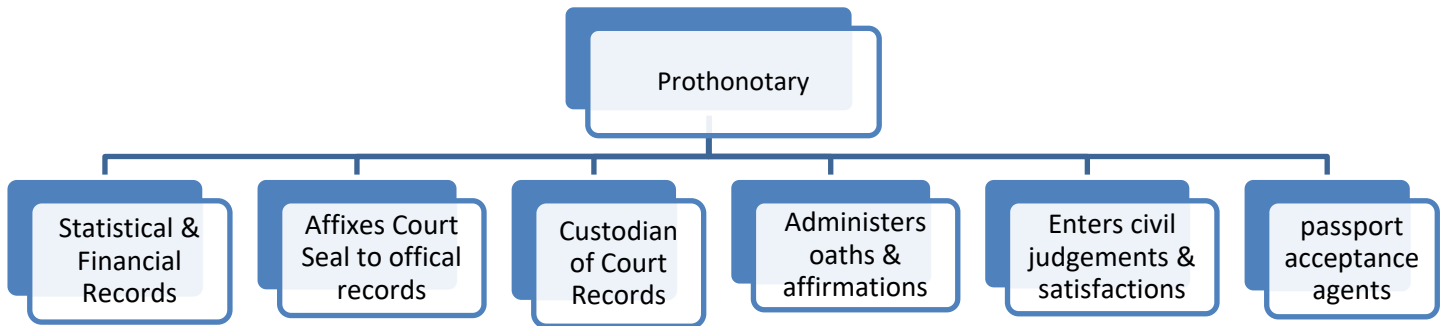 Prothonotary
Statistical &
Financial
Records
Affixes Court
Seal to offical
records
Custodian
of Court
Records
Administers
oaths &
affirmations
Enters civil
judgements &
satisfactions
passport
acceptance
agents